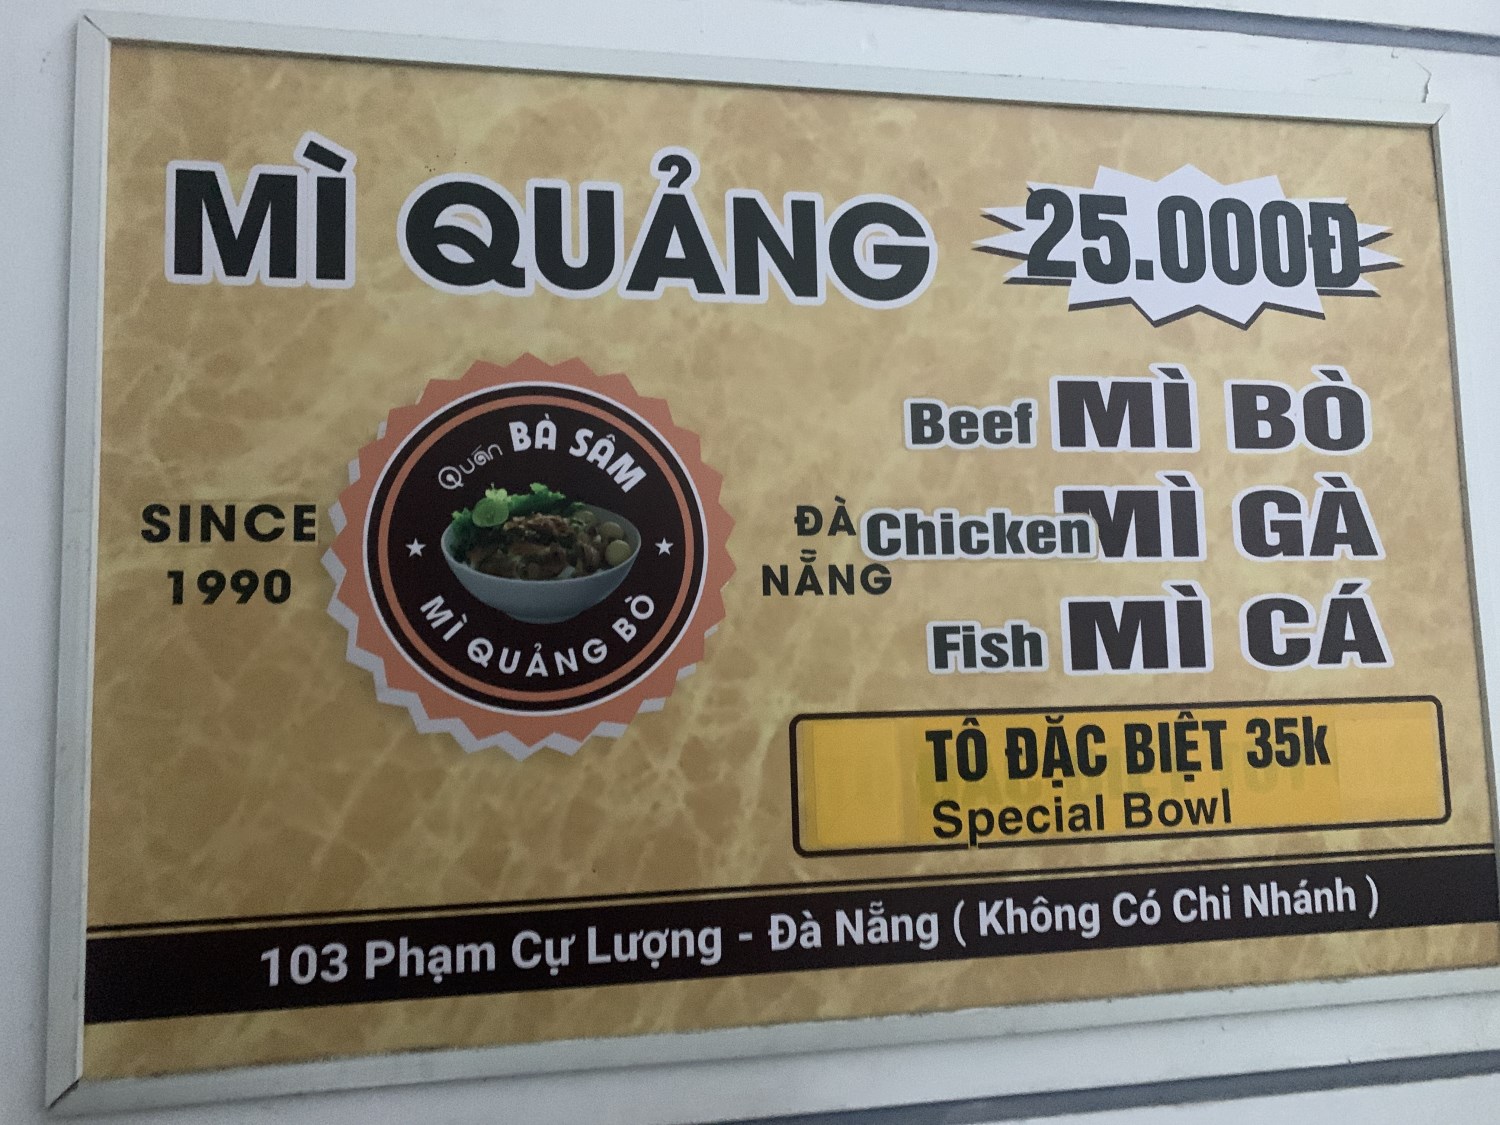 MÌ QUẢNG 25.000Đ
Quán BÀ SÂM
MÌ QUẢNG BÒ
SINCE
1990
ĐÀ
NẴNG
Beef MÌ BÒ
Chicken MÌ GÀ
Fish MÌ CÁ
TÔ ĐẶC BIỆT 35k
Special Bowl
103 Phạm Cự Lượng - Đà Nẵng ( Không Có Chi Nhánh )